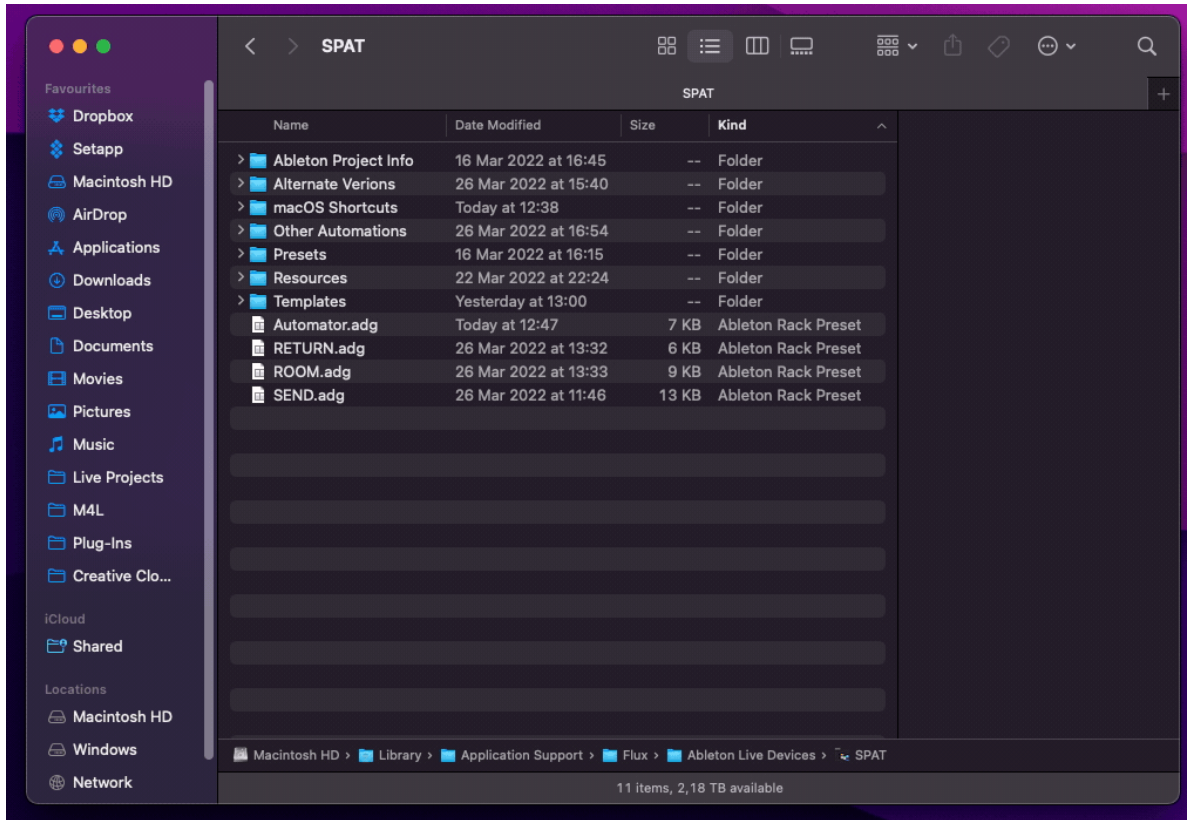 SPAT
Favourites
Dropbox
Setapp
Macintosh HD
AirDrop
Applications
Downloads
Desktop
Documents
Movies
Pictures
Music
Live Projects
M4L
Plug-Ins
Creative Clo...
iCloud
Shared
Locations
Macintosh HD
Windows
Network
SPAT
Name Date Modified Size Kind
Ableton Project Info 16 Mar 2022 at 16:45 -- Folder
Alternate Verions 26 Mar 2022 at 15:40 -- Folder
macOS Shortcuts Today at 12:38 -- Folder
Other Automations 26 Mar 2022 at 16:54 -- Folder
Presets 16 Mar 2022 at 16:15 -- Folder
Resources 22 Mar 2022 at 22:24 -- Folder
Templates Yesterday at 13:00 -- Folder
Automator.adg Today at 12:47 7 KB Ableton Rack Preset
RETURN.adg 26 Mar 2022 at 13:32 6 KB Ableton Rack Preset
ROOM.adg 26 Mar 2022 at 13:33 9 KB Ableton Rack Preset
SEND.adg 26 Mar 2022 at 11:46 13 KB Ableton Rack Preset
Macintosh HD › Library › Application Support › Flux › Ableton Live Devices › SPAT
11 items, 2,18 TB available